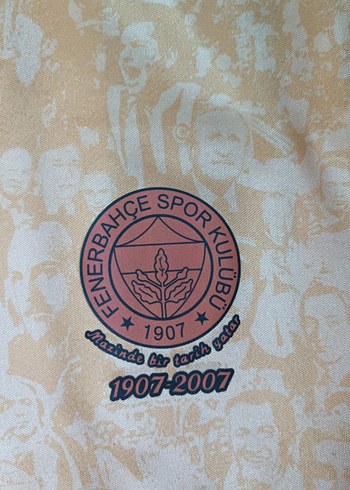 FENERBAHÇE SPOR KULÜBÜ
★ 1907 ★
Mazinde bir tarih yatar
1907-2007